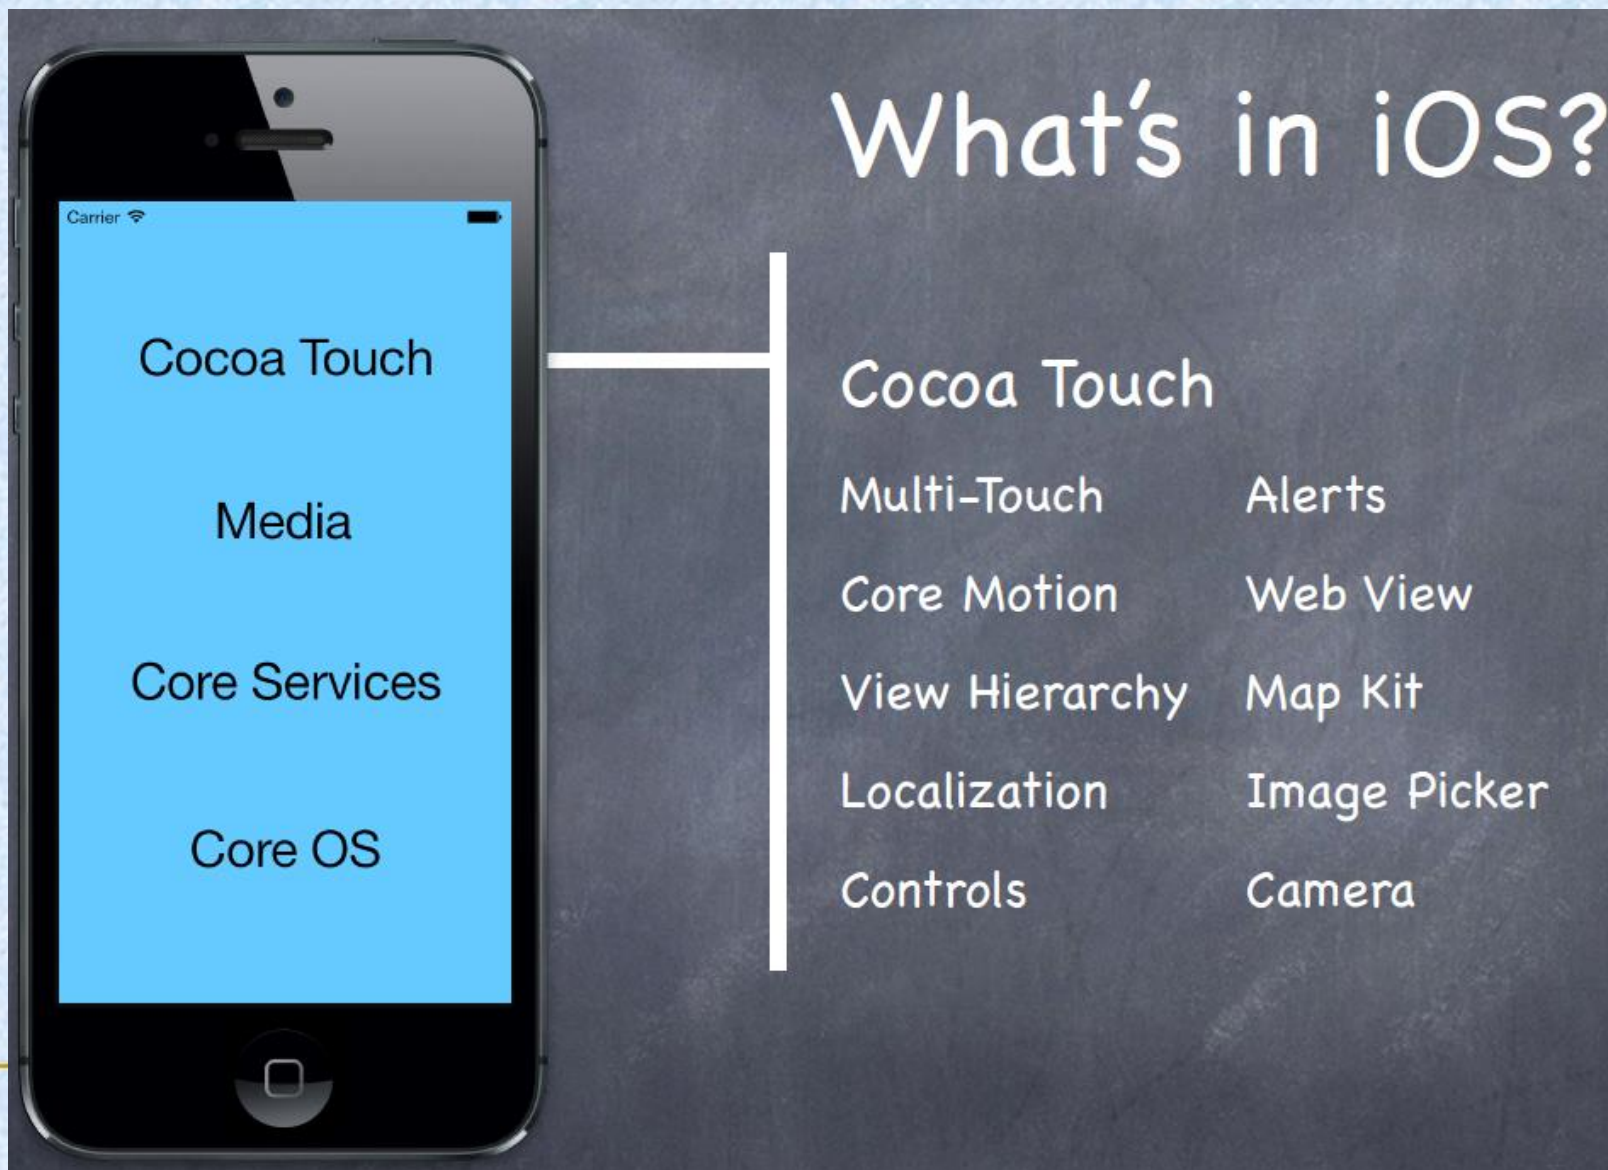 What's in iOS?
Carrier
Cocoa Touch
Media
Core Services
Core OS
Cocoa Touch
Multi-Touch
Core Motion
View Hierarchy
Localization
Controls
Alerts
Web View
Map Kit
Image Picker
Camera